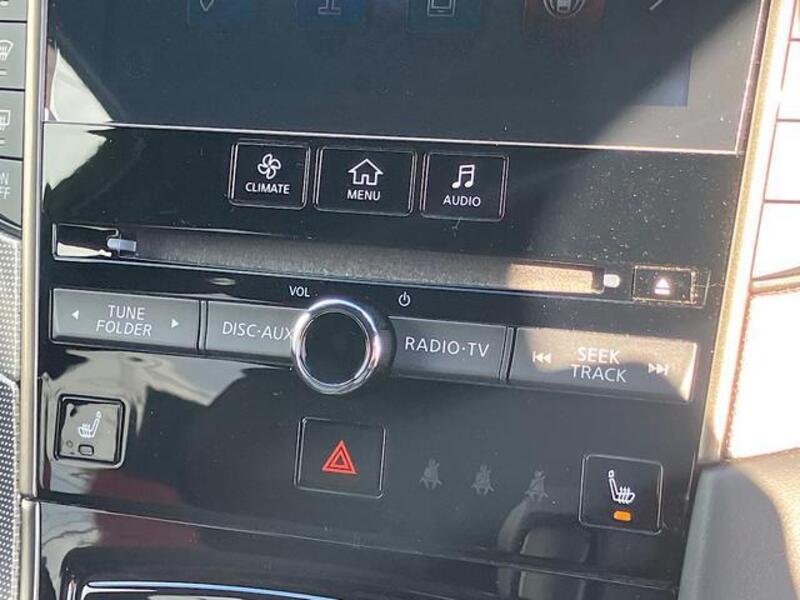 CLIMATE
MENU
AUDIO
VOL
TUNE
FOLDER
DISC·AUX
RADIO·TV
SEEK
TRACK